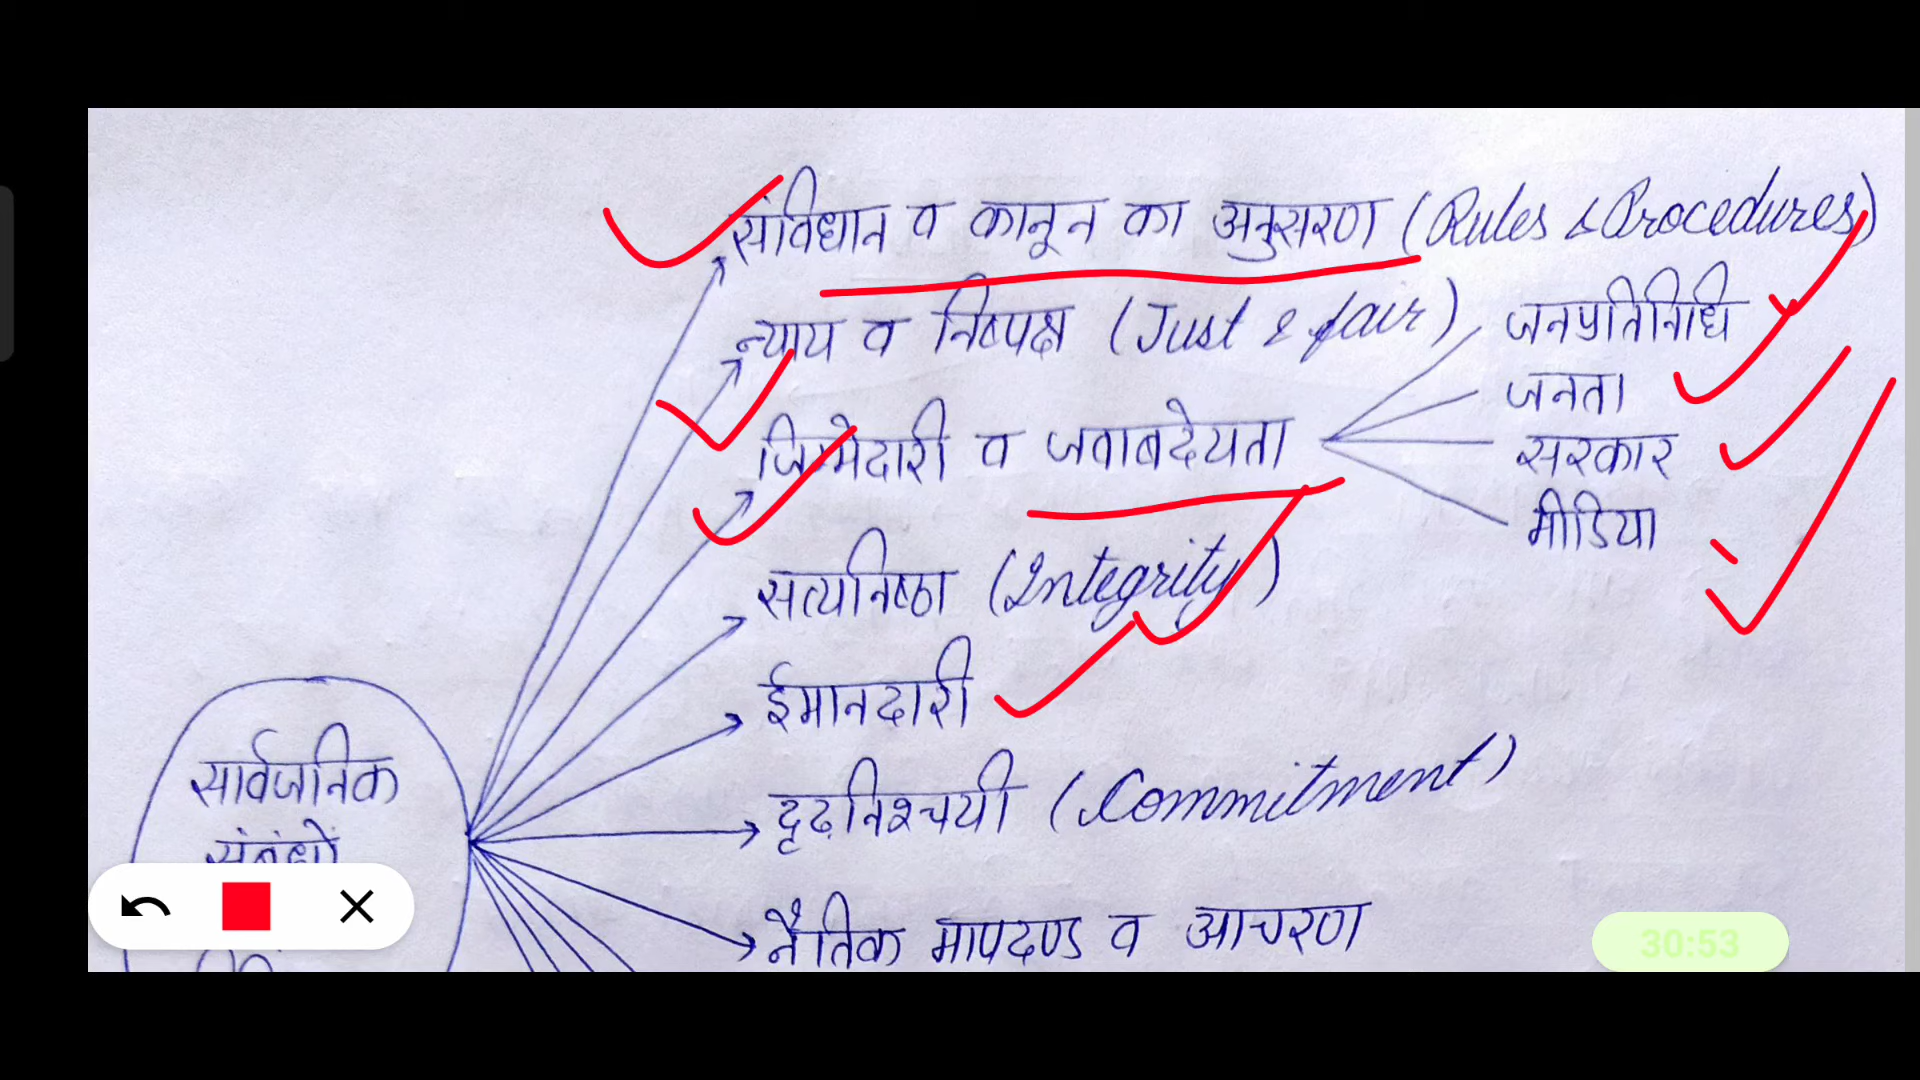 संविधान व कानून का अनुसरण (Rules & Procedures)
न्याय व निष्पक्ष (Just & fair)
जिम्मेदारी व जवाबदेयता
जनप्रतिनिधि
जनता
सरकार
मीडिया
सत्यनिष्ठा (Integrity)
ईमानदारी
दृढ़निश्चयी (Commitment)
नैतिक मापदण्ड व आचरण
सार्वजनिक
संबंधों
30:53